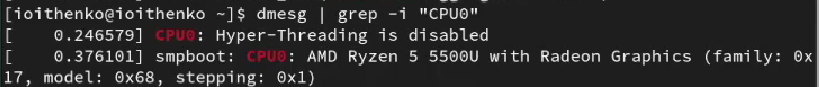 [ioithenko@ioithenko ~]$ dmesg | grep -i "CPU0"
[    0.246579] CPU0: Hyper-Threading is disabled
[    0.376101] smpboot: CPU0: AMD Ryzen 5 5500U with Radeon Graphics (family: 0x
17, model: 0x68, stepping: 0x1)